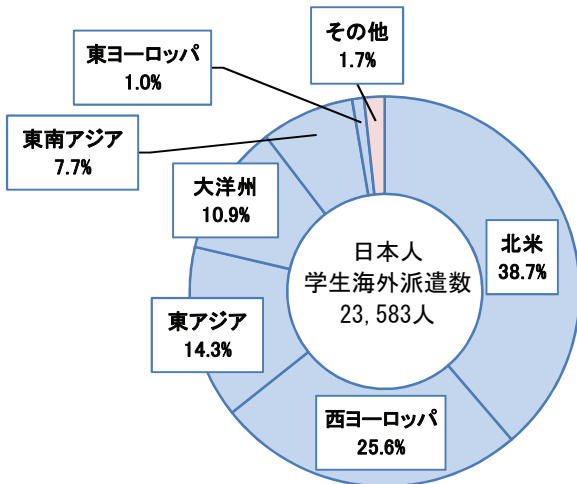 その他
1.7%
東ヨーロッパ
1.0%
東南アジア
7.7%
大洋州
10.9%
北米
38.7%
日本人
学生海外派遣数
23,583人
東アジア
14.3%
西ヨーロッパ
25.6%